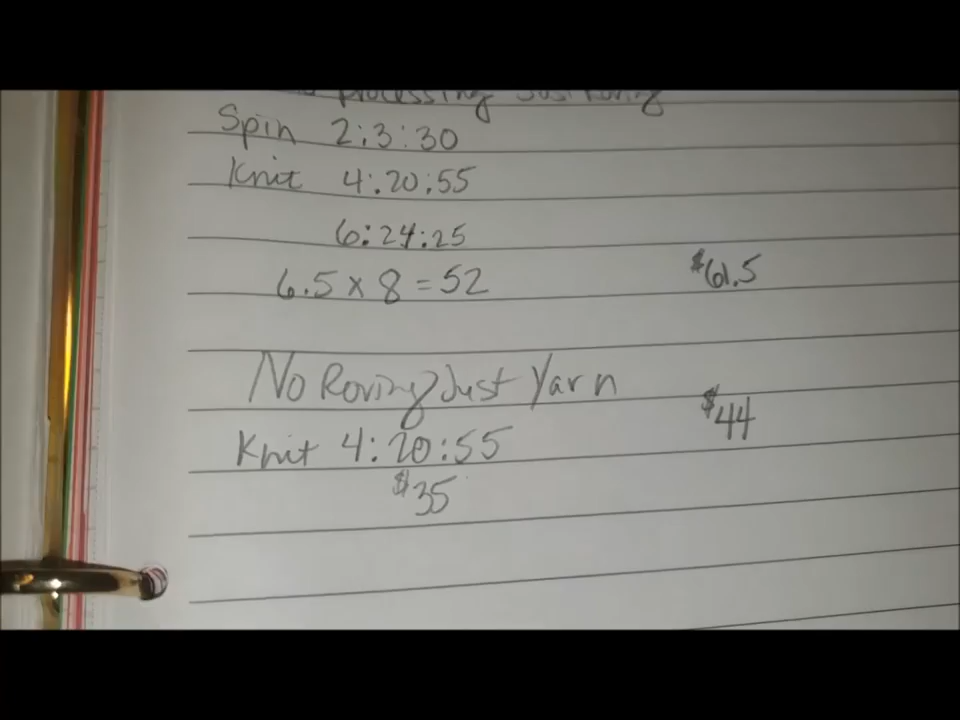 processing
Spin 2:3:30
Knit 4:20:55
6:24:25
6.5 x 8 = 52 $61.5
No Roving Just Yarn
$44
Knit 4:20:55
$35